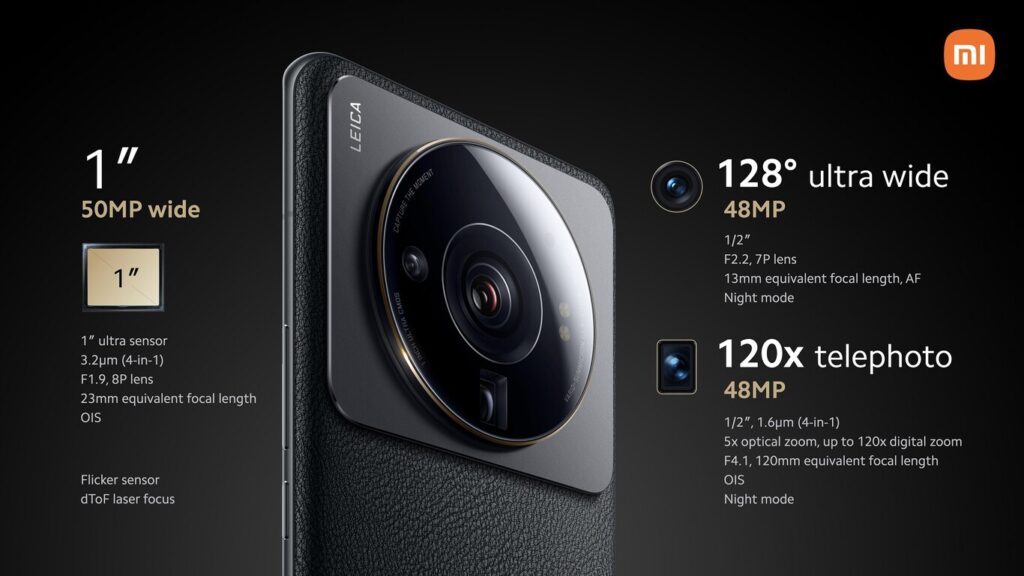 mi
LEICA
CAPTURE THE MOMENT
1″
50MP wide
1″
1″ ultra sensor
3.2μm (4-in-1)
F1.9, 8P lens
23mm equivalent focal length
OIS
Flicker sensor
dToF laser focus
128° ultra wide
48MP
1/2″
F2.2, 7P lens
13mm equivalent focal length, AF
Night mode
120x telephoto
48MP
1/2″, 1.6μm (4-in-1)
5x optical zoom, up to 120x digital zoom
F4.1, 120mm equivalent focal length
OIS
Night mode